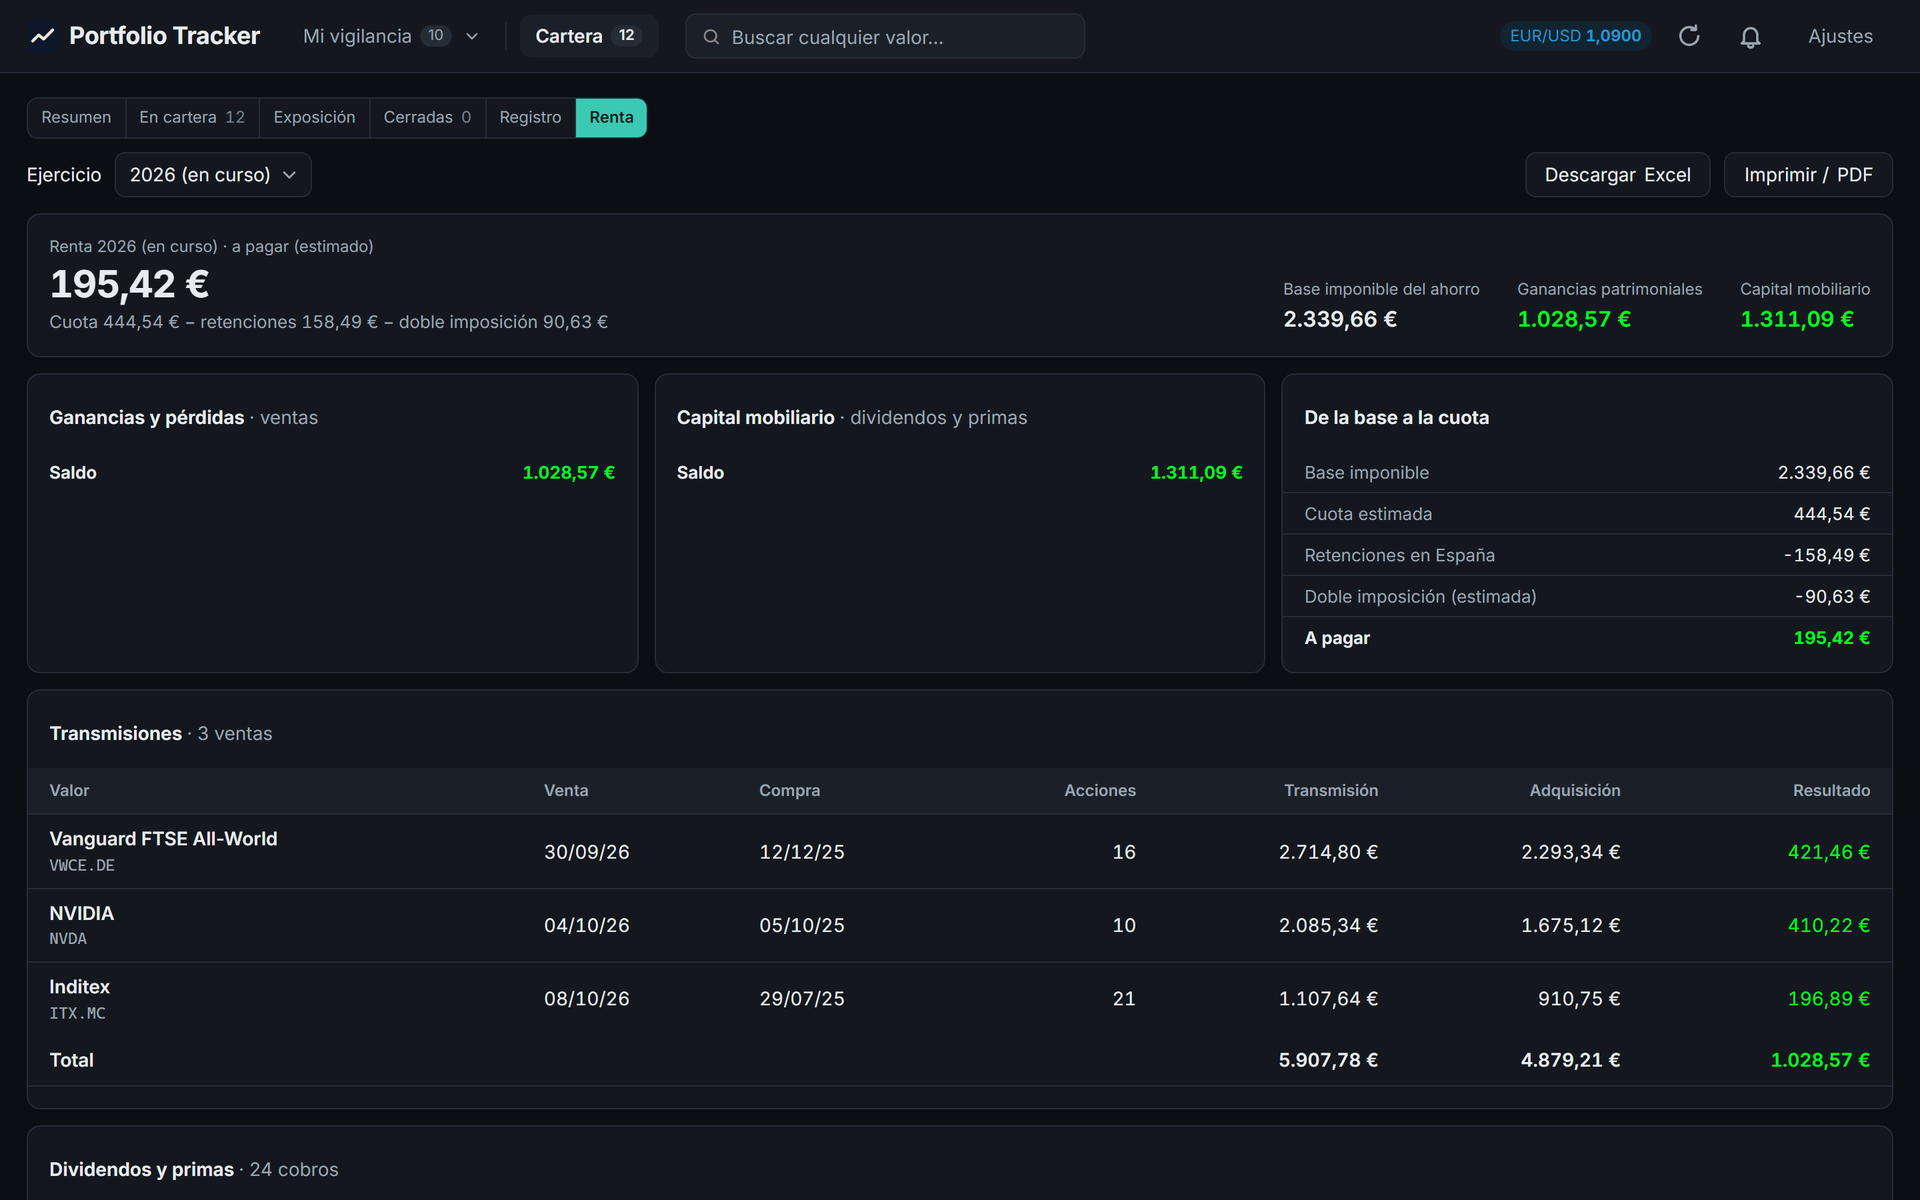 Portfolio Tracker
Mi vigilancia 10
Cartera 12
Buscar cualquier valor...
EUR/USD 1,0900
Ajustes
Resumen
En cartera 12
Exposición
Cerradas 0
Registro
Renta
Ejercicio
2026 (en curso)
Descargar Excel
Imprimir / PDF
Renta 2026 (en curso) · a pagar (estimado)
195,42 €
Cuota 444,54 € – retenciones 158,49 € – doble imposición 90,63 €
Base imponible del ahorro
2.339,66 €
Ganancias patrimoniales
1.028,57 €
Capital mobiliario
1.311,09 €
Ganancias y pérdidas · ventas
Saldo 1.028,57 €
Capital mobiliario · dividendos y primas
Saldo 1.311,09 €
De la base a la cuota
Base imponible 2.339,66 €
Cuota estimada 444,54 €
Retenciones en España -158,49 €
Doble imposición (estimada) -90,63 €
A pagar 195,42 €
Transmisiones · 3 ventas
Valor Venta Compra Acciones Transmisión Adquisición Resultado
Vanguard FTSE All-World
VWCE.DE
30/09/26 12/12/25 16 2.714,80 € 2.293,34 € 421,46 €
NVIDIA
NVDA
04/10/26 05/10/25 10 2.085,34 € 1.675,12 € 410,22 €
Inditex
ITX.MC
08/10/26 29/07/25 21 1.107,64 € 910,75 € 196,89 €
Total 5.907,78 € 4.879,21 € 1.028,57 €
Dividendos y primas · 24 cobros